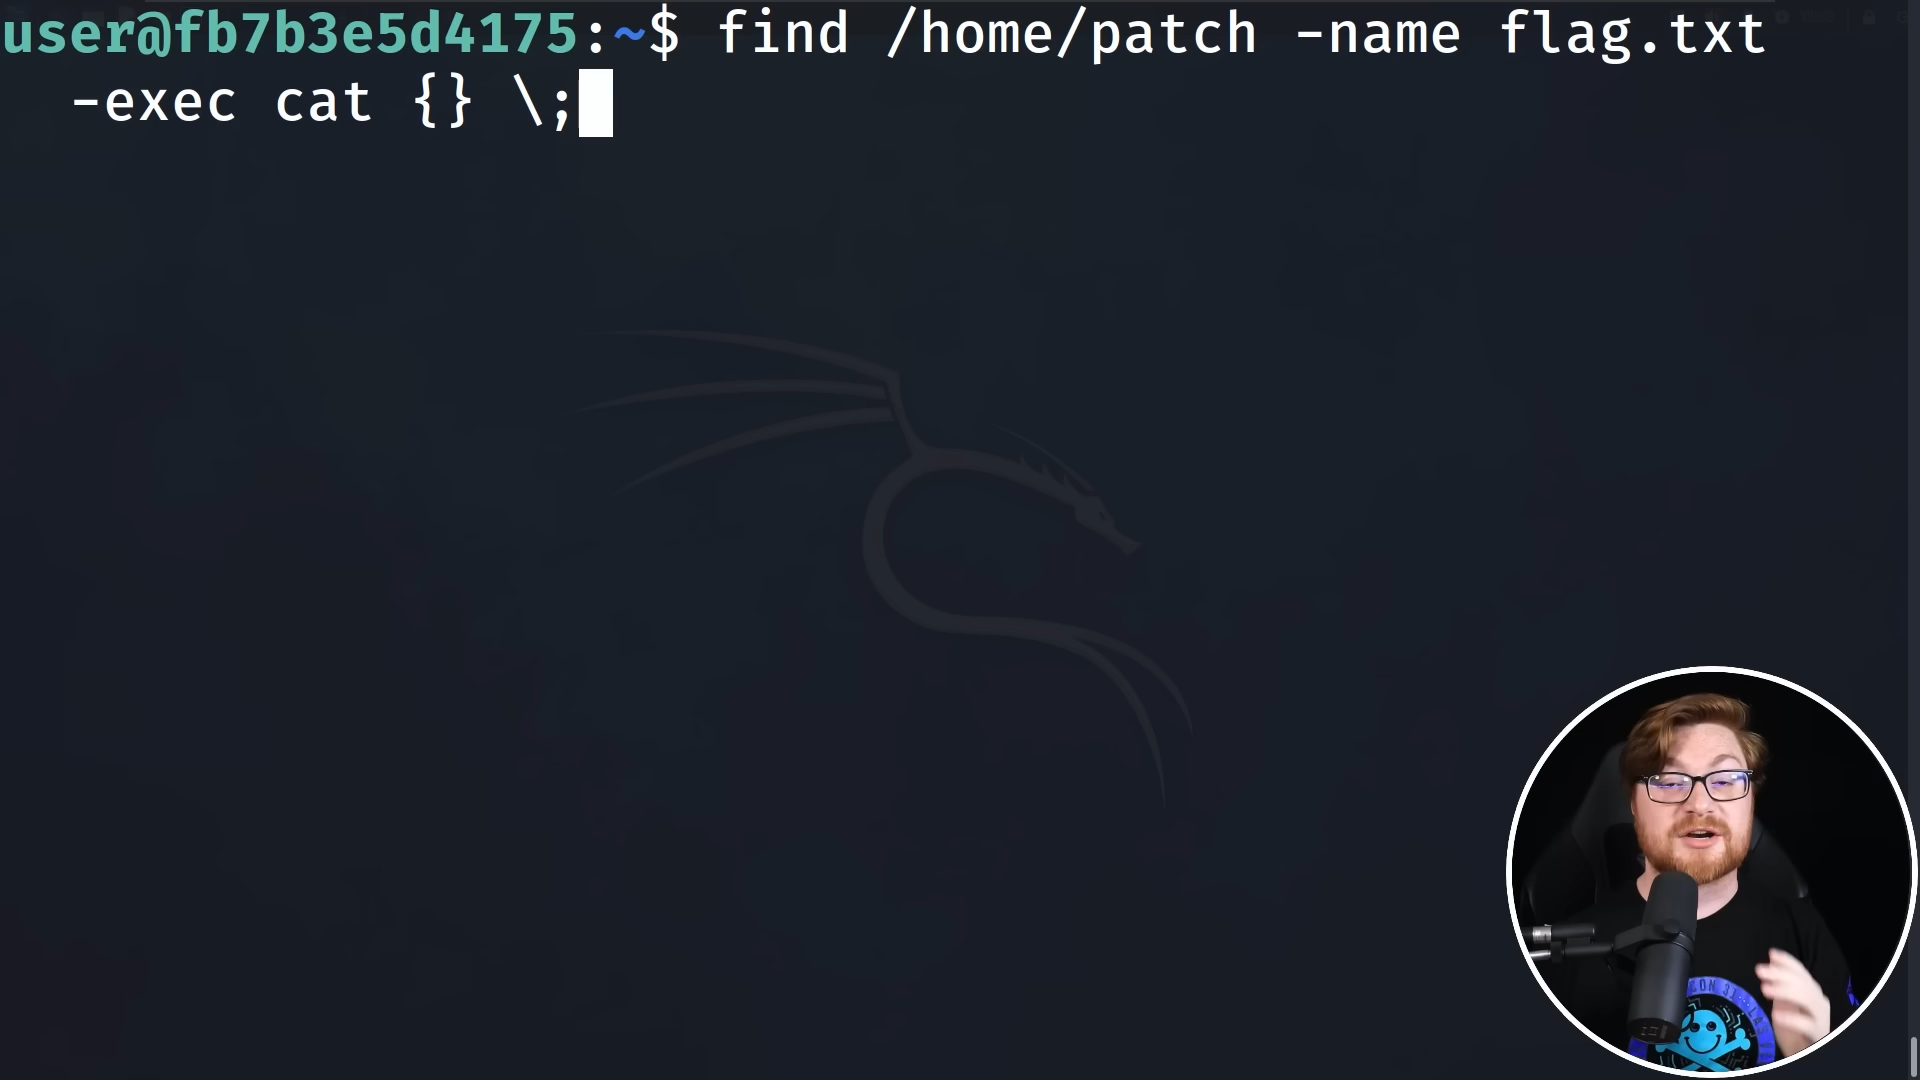 user@fb7b3e5d4175:~$ find /home/patch -name flag.txt
-exec cat {} \;